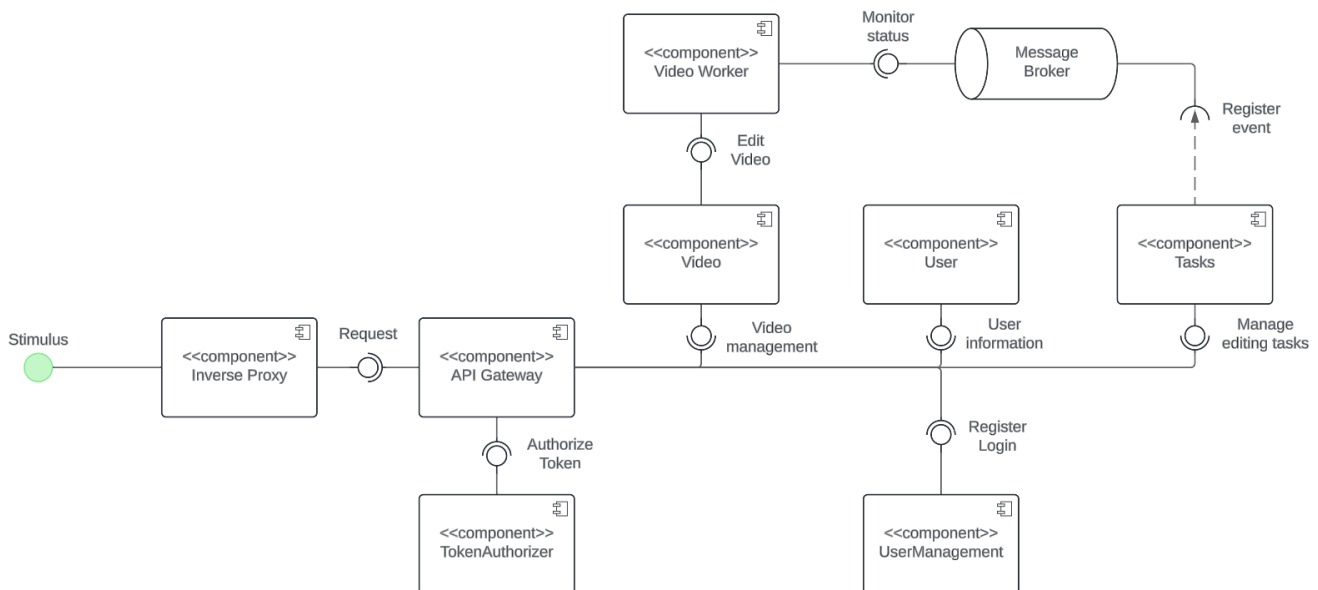 Monitor
status
<<component>>
Video Worker
Message
Broker
Register
event
Edit
Video
<<component>>
Video
<<component>>
User
<<component>>
Tasks
Stimulus
<<component>>
Inverse Proxy
Request
<<component>>
API Gateway
Video
management
User
information
Manage
editing tasks
Authorize
Token
Register
Login
<<component>>
TokenAuthorizer
<<component>>
UserManagement